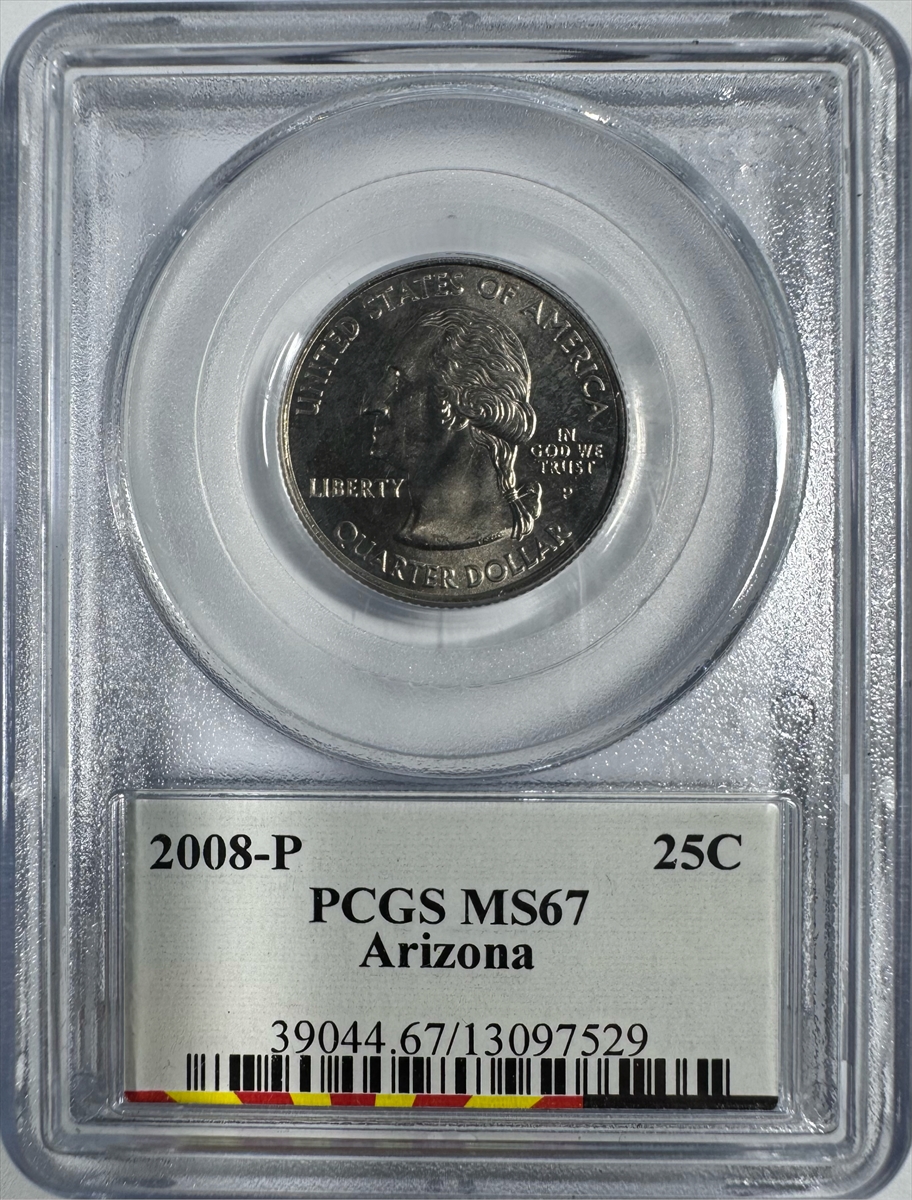 UNITED STATES OF AMERICA
IN
GOD WE
TRUST
LIBERTY
P
QUARTER DOLLAR
2008-P 25C
PCGS MS67
Arizona
39044.67/13097529